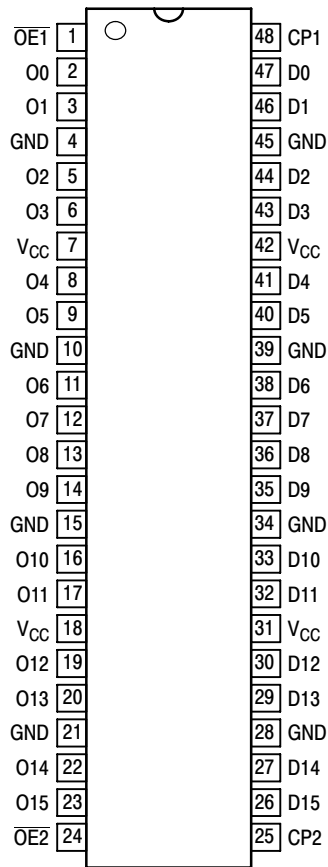 OE1 1 48 CP1
O0 2 47 D0
O1 3 46 D1
GND 4 45 GND
O2 5 44 D2
O3 6 43 D3
VCC 7 42 VCC
O4 8 41 D4
O5 9 40 D5
GND 10 39 GND
O6 11 38 D6
O7 12 37 D7
O8 13 36 D8
O9 14 35 D9
GND 15 34 GND
O10 16 33 D10
O11 17 32 D11
VCC 18 31 VCC
O12 19 30 D12
O13 20 29 D13
GND 21 28 GND
O14 22 27 D14
O15 23 26 D15
OE2 24 25 CP2